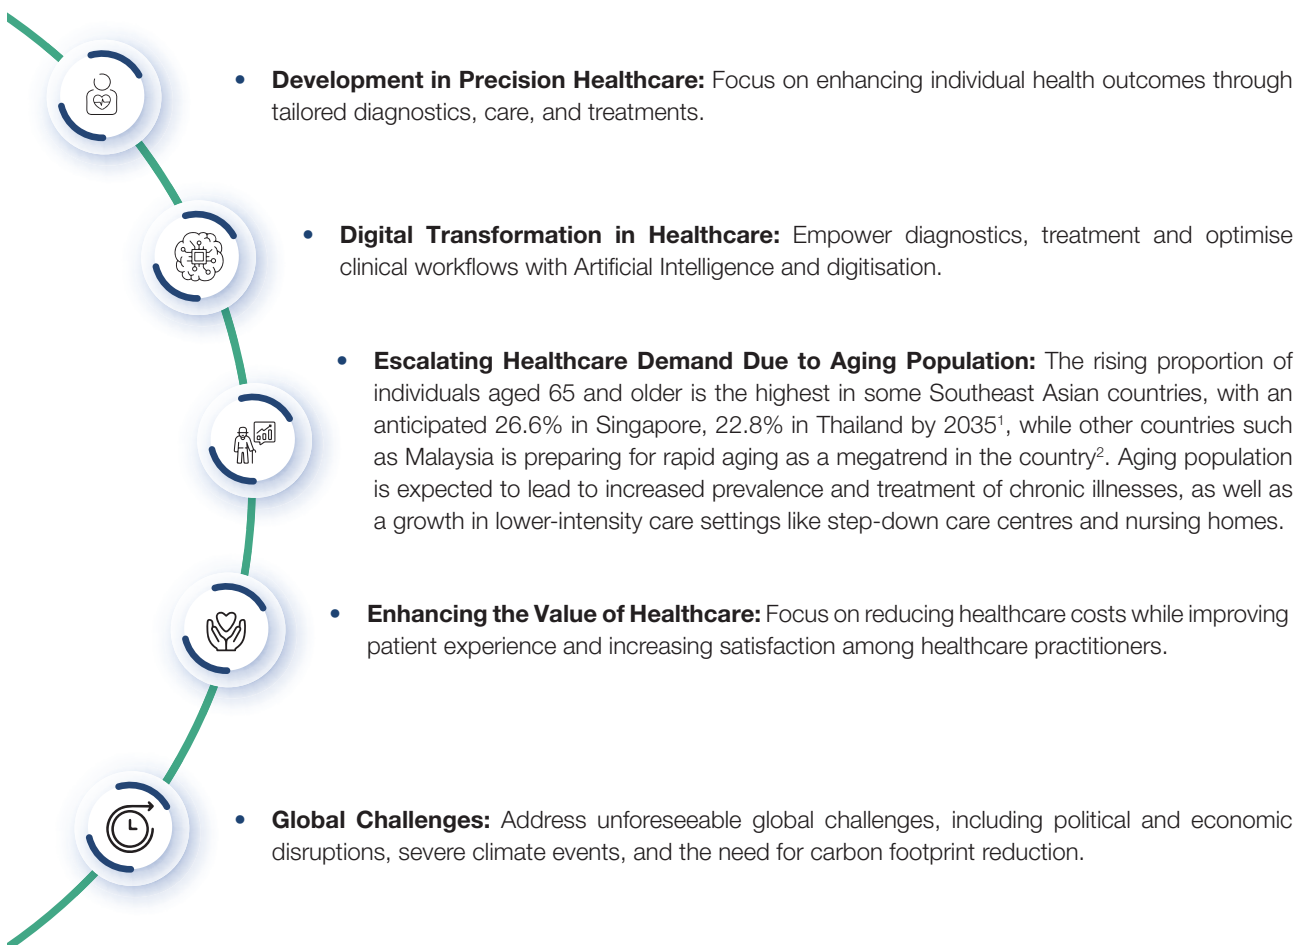 • Development in Precision Healthcare: Focus on enhancing individual health outcomes through
tailored diagnostics, care, and treatments.
• Digital Transformation in Healthcare: Empower diagnostics, treatment and optimise
clinical workflows with Artificial Intelligence and digitisation.
• Escalating Healthcare Demand Due to Aging Population: The rising proportion of
individuals aged 65 and older is the highest in some Southeast Asian countries, with an
anticipated 26.6% in Singapore, 22.8% in Thailand by 2035¹, while other countries such
as Malaysia is preparing for rapid aging as a megatrend in the country². Aging population
is expected to lead to increased prevalence and treatment of chronic illnesses, as well as
a growth in lower-intensity care settings like step-down care centres and nursing homes.
• Enhancing the Value of Healthcare: Focus on reducing healthcare costs while improving
patient experience and increasing satisfaction among healthcare practitioners.
• Global Challenges: Address unforeseeable global challenges, including political and economic
disruptions, severe climate events, and the need for carbon footprint reduction.